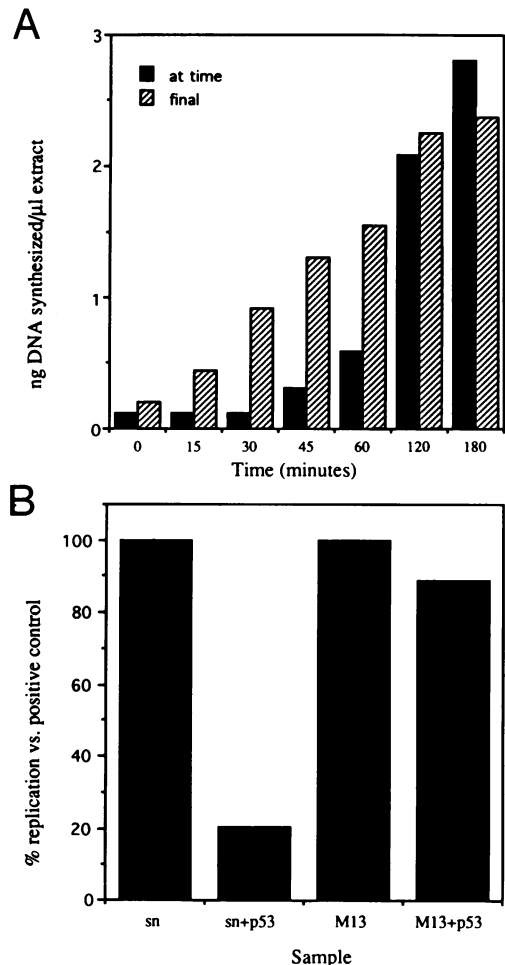 A
3
2
1
0
ng DNA synthesized/µl extract
at time
final
0 15 30 45 60 120 180
Time (minutes)
B
100
80
60
40
20
0
% replication vs. positive control
sn sn+p53 M13 M13+p53
Sample